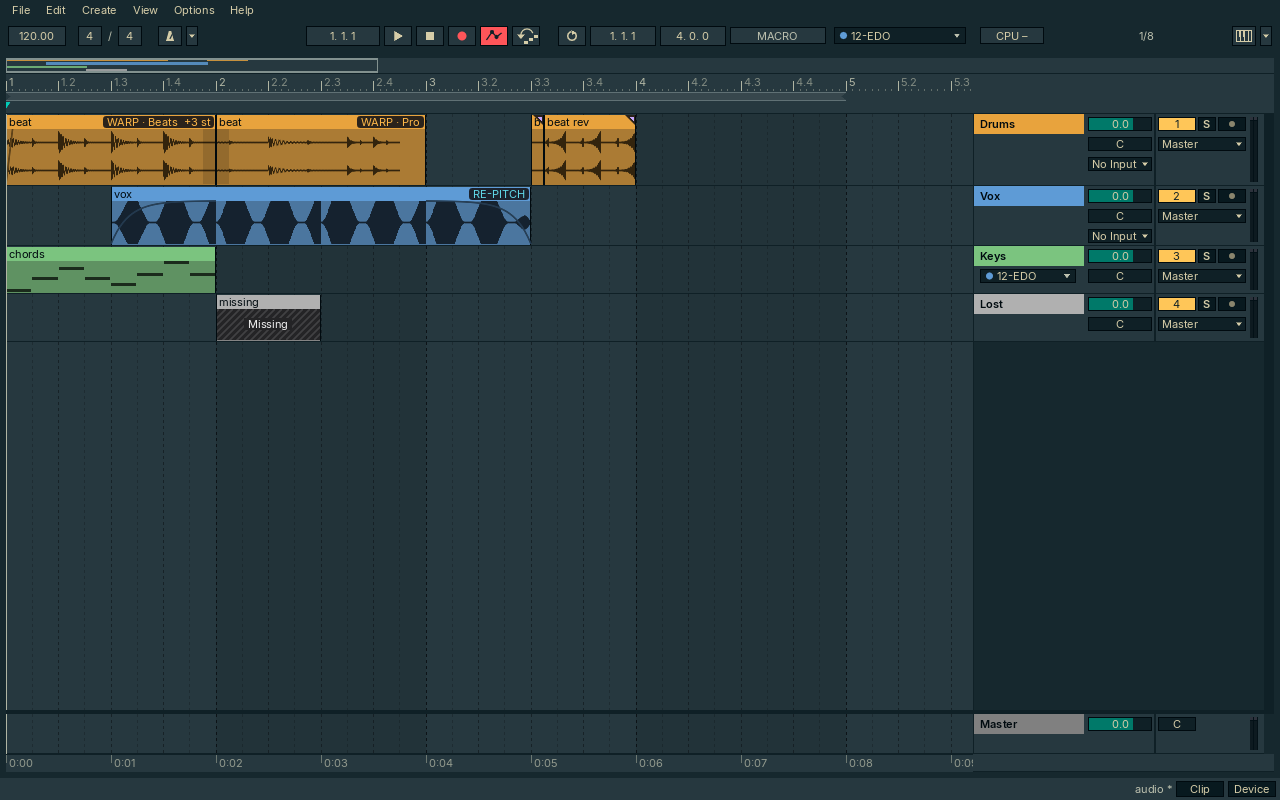 File Edit Create View Options Help
120.00 4 / 4 1. 1. 1 1. 1. 1 4. 0. 0 MACRO 12-EDO CPU – 1/8
1 1.2 1.3 1.4 2 2.2 2.3 2.4 3 3.2 3.3 3.4 4 4.2 4.3 4.4 5 5.2 5.3
beat WARP · Beats +3 st beat WARP · Pro beat rev Drums 0.0 1 S
C Master
No Input
vox RE-PITCH Vox 0.0 2 S
C Master
No Input
chords Keys 0.0 3 S
12-EDO C Master
missing Lost 0.0 4 S
Missing C Master
Master 0.0 C
0:00 0:01 0:02 0:03 0:04 0:05 0:06 0:07 0:08
audio * Clip Device